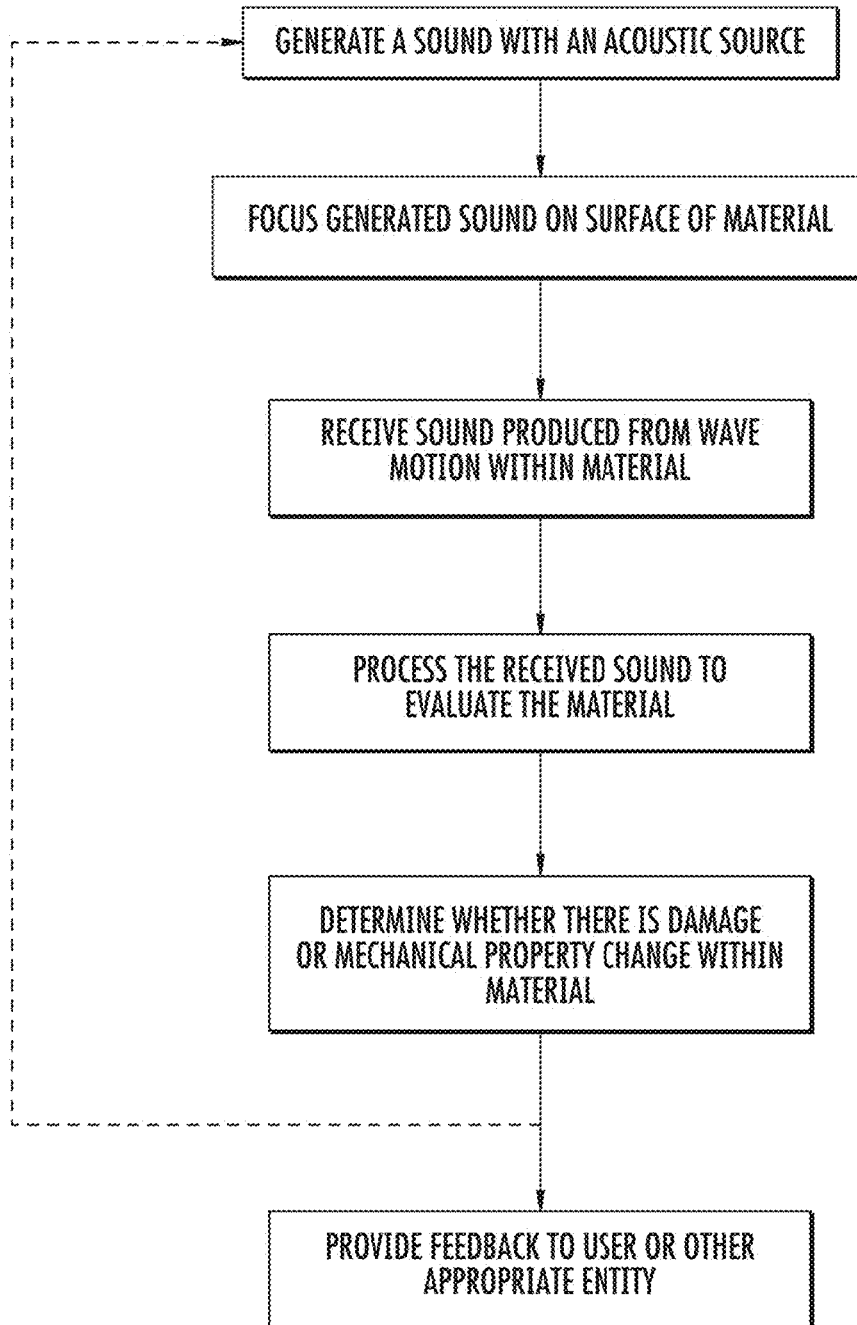 GENERATE A SOUND WITH AN ACOUSTIC SOURCE
FOCUS GENERATED SOUND ON SURFACE OF MATERIAL
RECEIVE SOUND PRODUCED FROM WAVE
MOTION WITHIN MATERIAL
PROCESS THE RECEIVED SOUND TO
EVALUATE THE MATERIAL
DETERMINE WHETHER THERE IS DAMAGE
OR MECHANICAL PROPERTY CHANGE WITHIN
MATERIAL
PROVIDE FEEDBACK TO USER OR OTHER
APPROPRIATE ENTITY